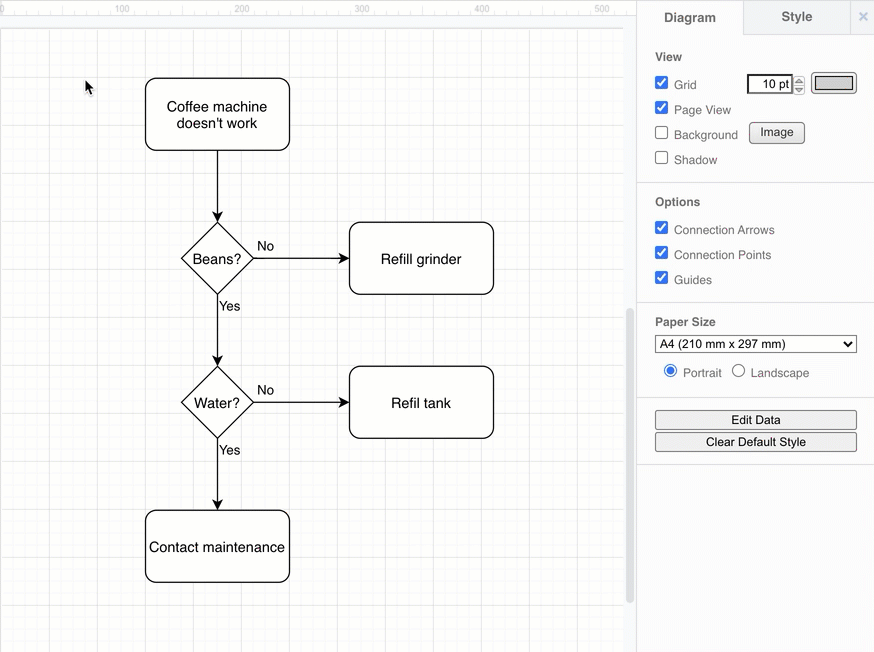 0 100 200 300 400 500
Diagram Style
View
Grid 10 pt
Page View
Background Image
Shadow
Options
Connection Arrows
Connection Points
Guides
Paper Size
A4 (210 mm x 297 mm)
Portrait Landscape
Edit Data
Clear Default Style
Coffee machine
doesn't work
Beans? No Refill grinder
Yes
Water? No Refil tank
Yes
Contact maintenance